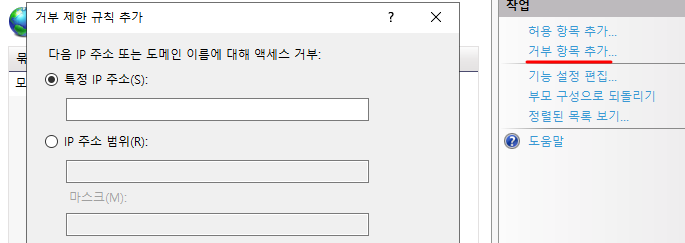 거부 제한 규칙 추가
?
다음 IP 주소 또는 도메인 이름에 대해 액세스 거부:
특정 IP 주소(S):
IP 주소 범위(R):
마스크(M):
작업
허용 항목 추가...
거부 항목 추가...
기능 설정 편집...
부모 구성으로 되돌리기
정렬된 목록 보기...
도움말